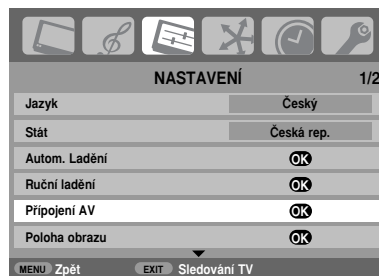 NASTAVENÍ 1/2
Jazyk Český
Stát Česká rep.
Autom. Ladění OK
Ruční ladění OK
Přípojení AV OK
Poloha obrazu OK
MENU Zpět EXIT Sledování TV